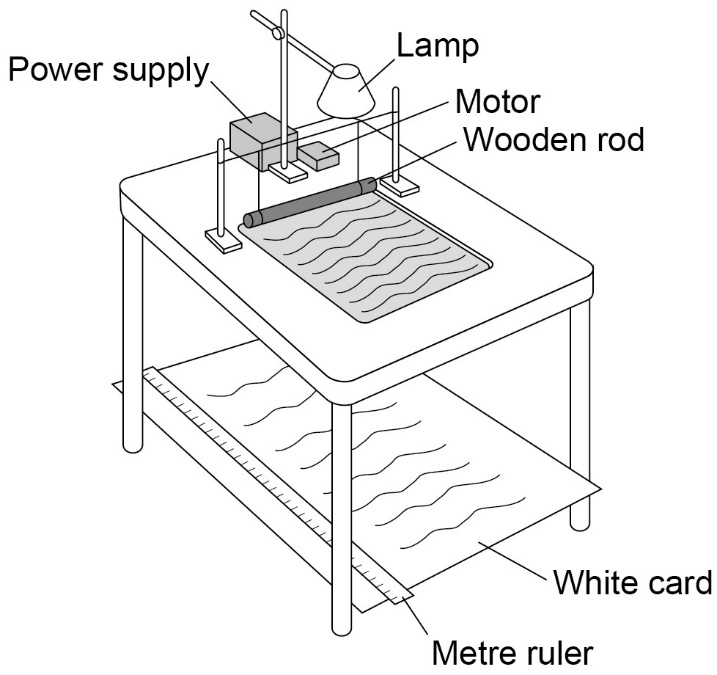 Lamp
Power supply
Motor
Wooden rod
White card
Metre ruler